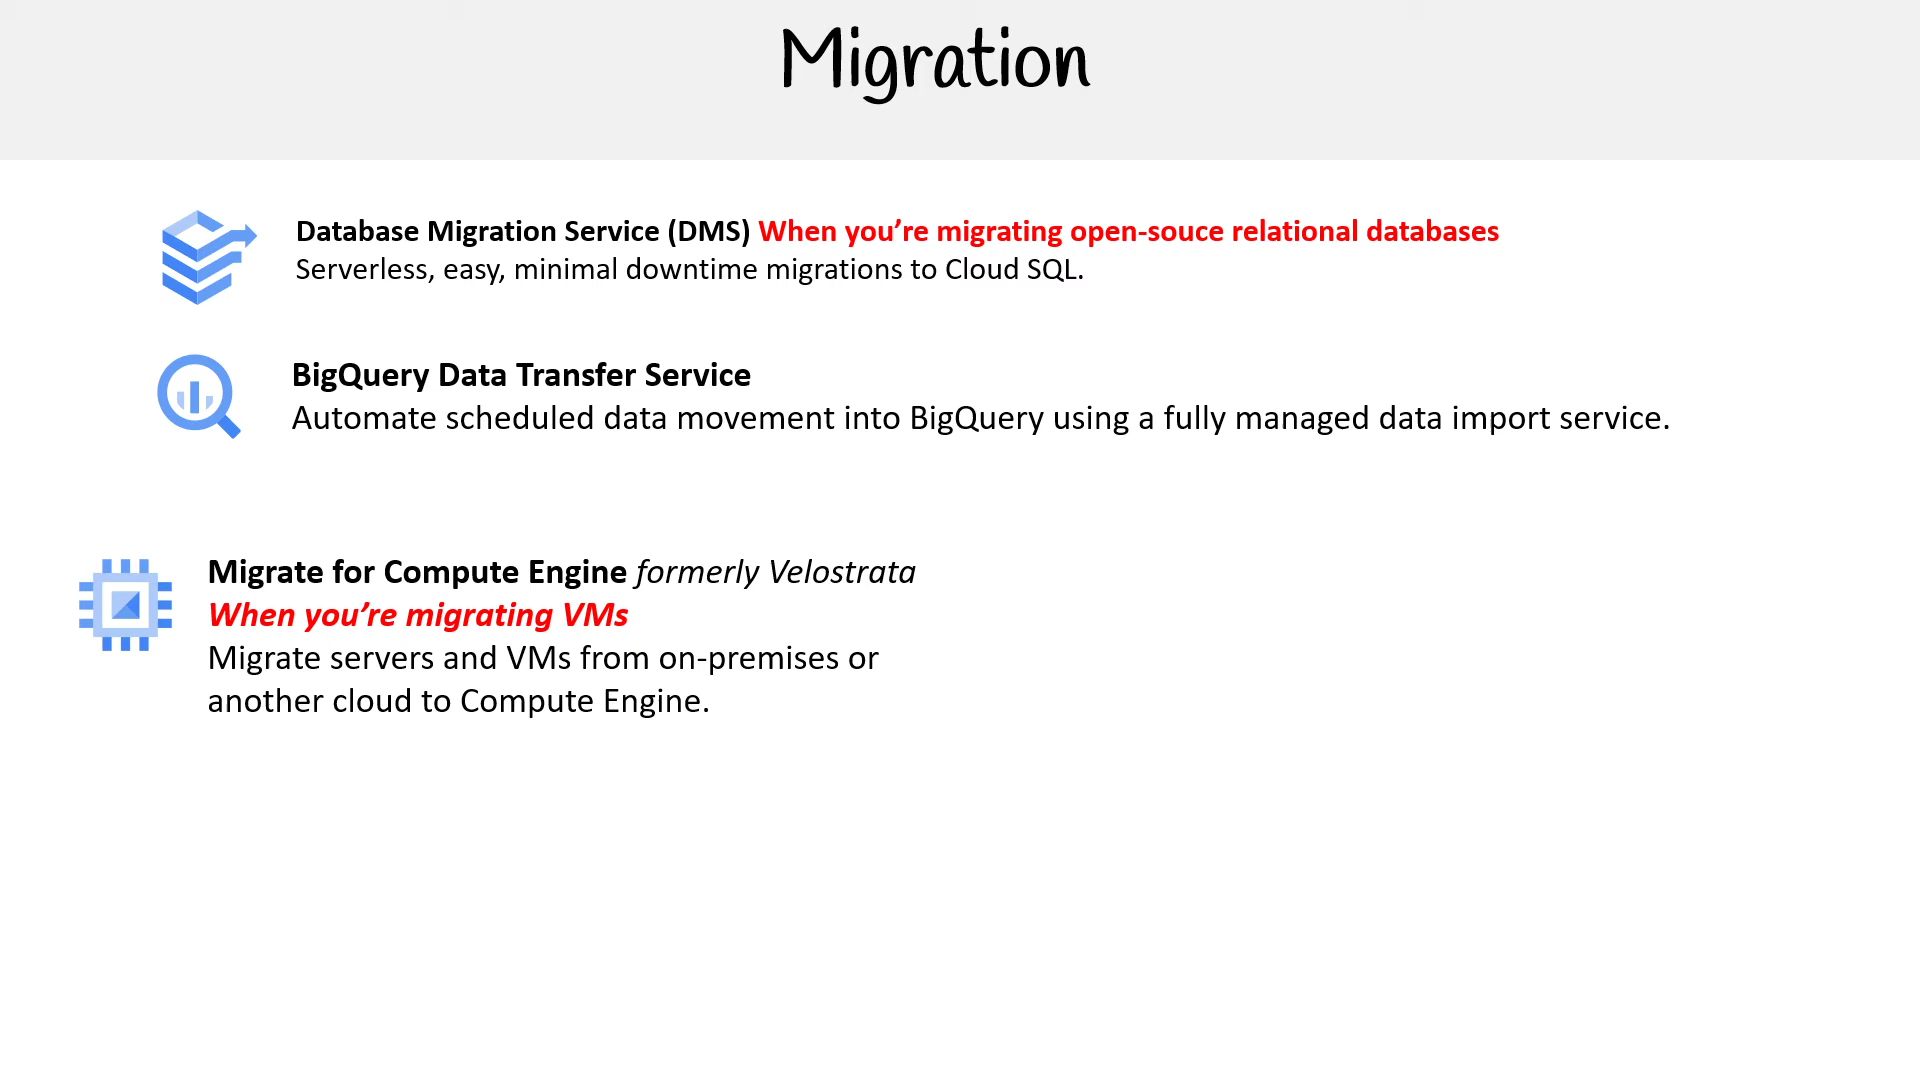 Migration
Database Migration Service (DMS) When you’re migrating open-souce relational databases
Serverless, easy, minimal downtime migrations to Cloud SQL.
BigQuery Data Transfer Service
Automate scheduled data movement into BigQuery using a fully managed data import service.
Migrate for Compute Engine formerly Velostrata
When you’re migrating VMs
Migrate servers and VMs from on-premises or
another cloud to Compute Engine.